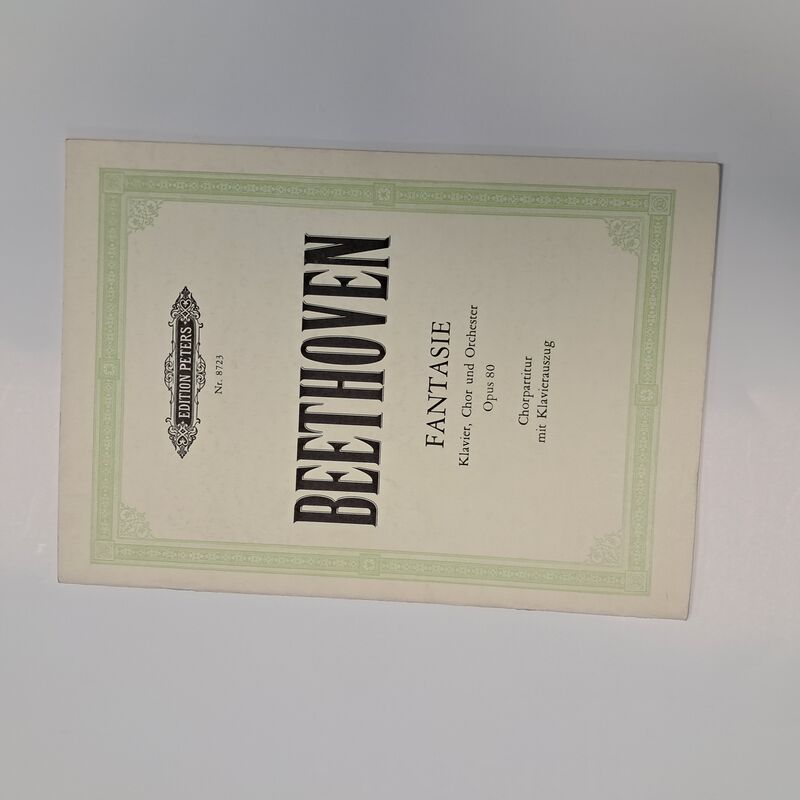 EDITION PETERS
Nr. 8723
BEETHOVEN
FANTASIE
Klavier, Chor und Orchester
Opus 80
Chorpartitur
mit Klavierauszug